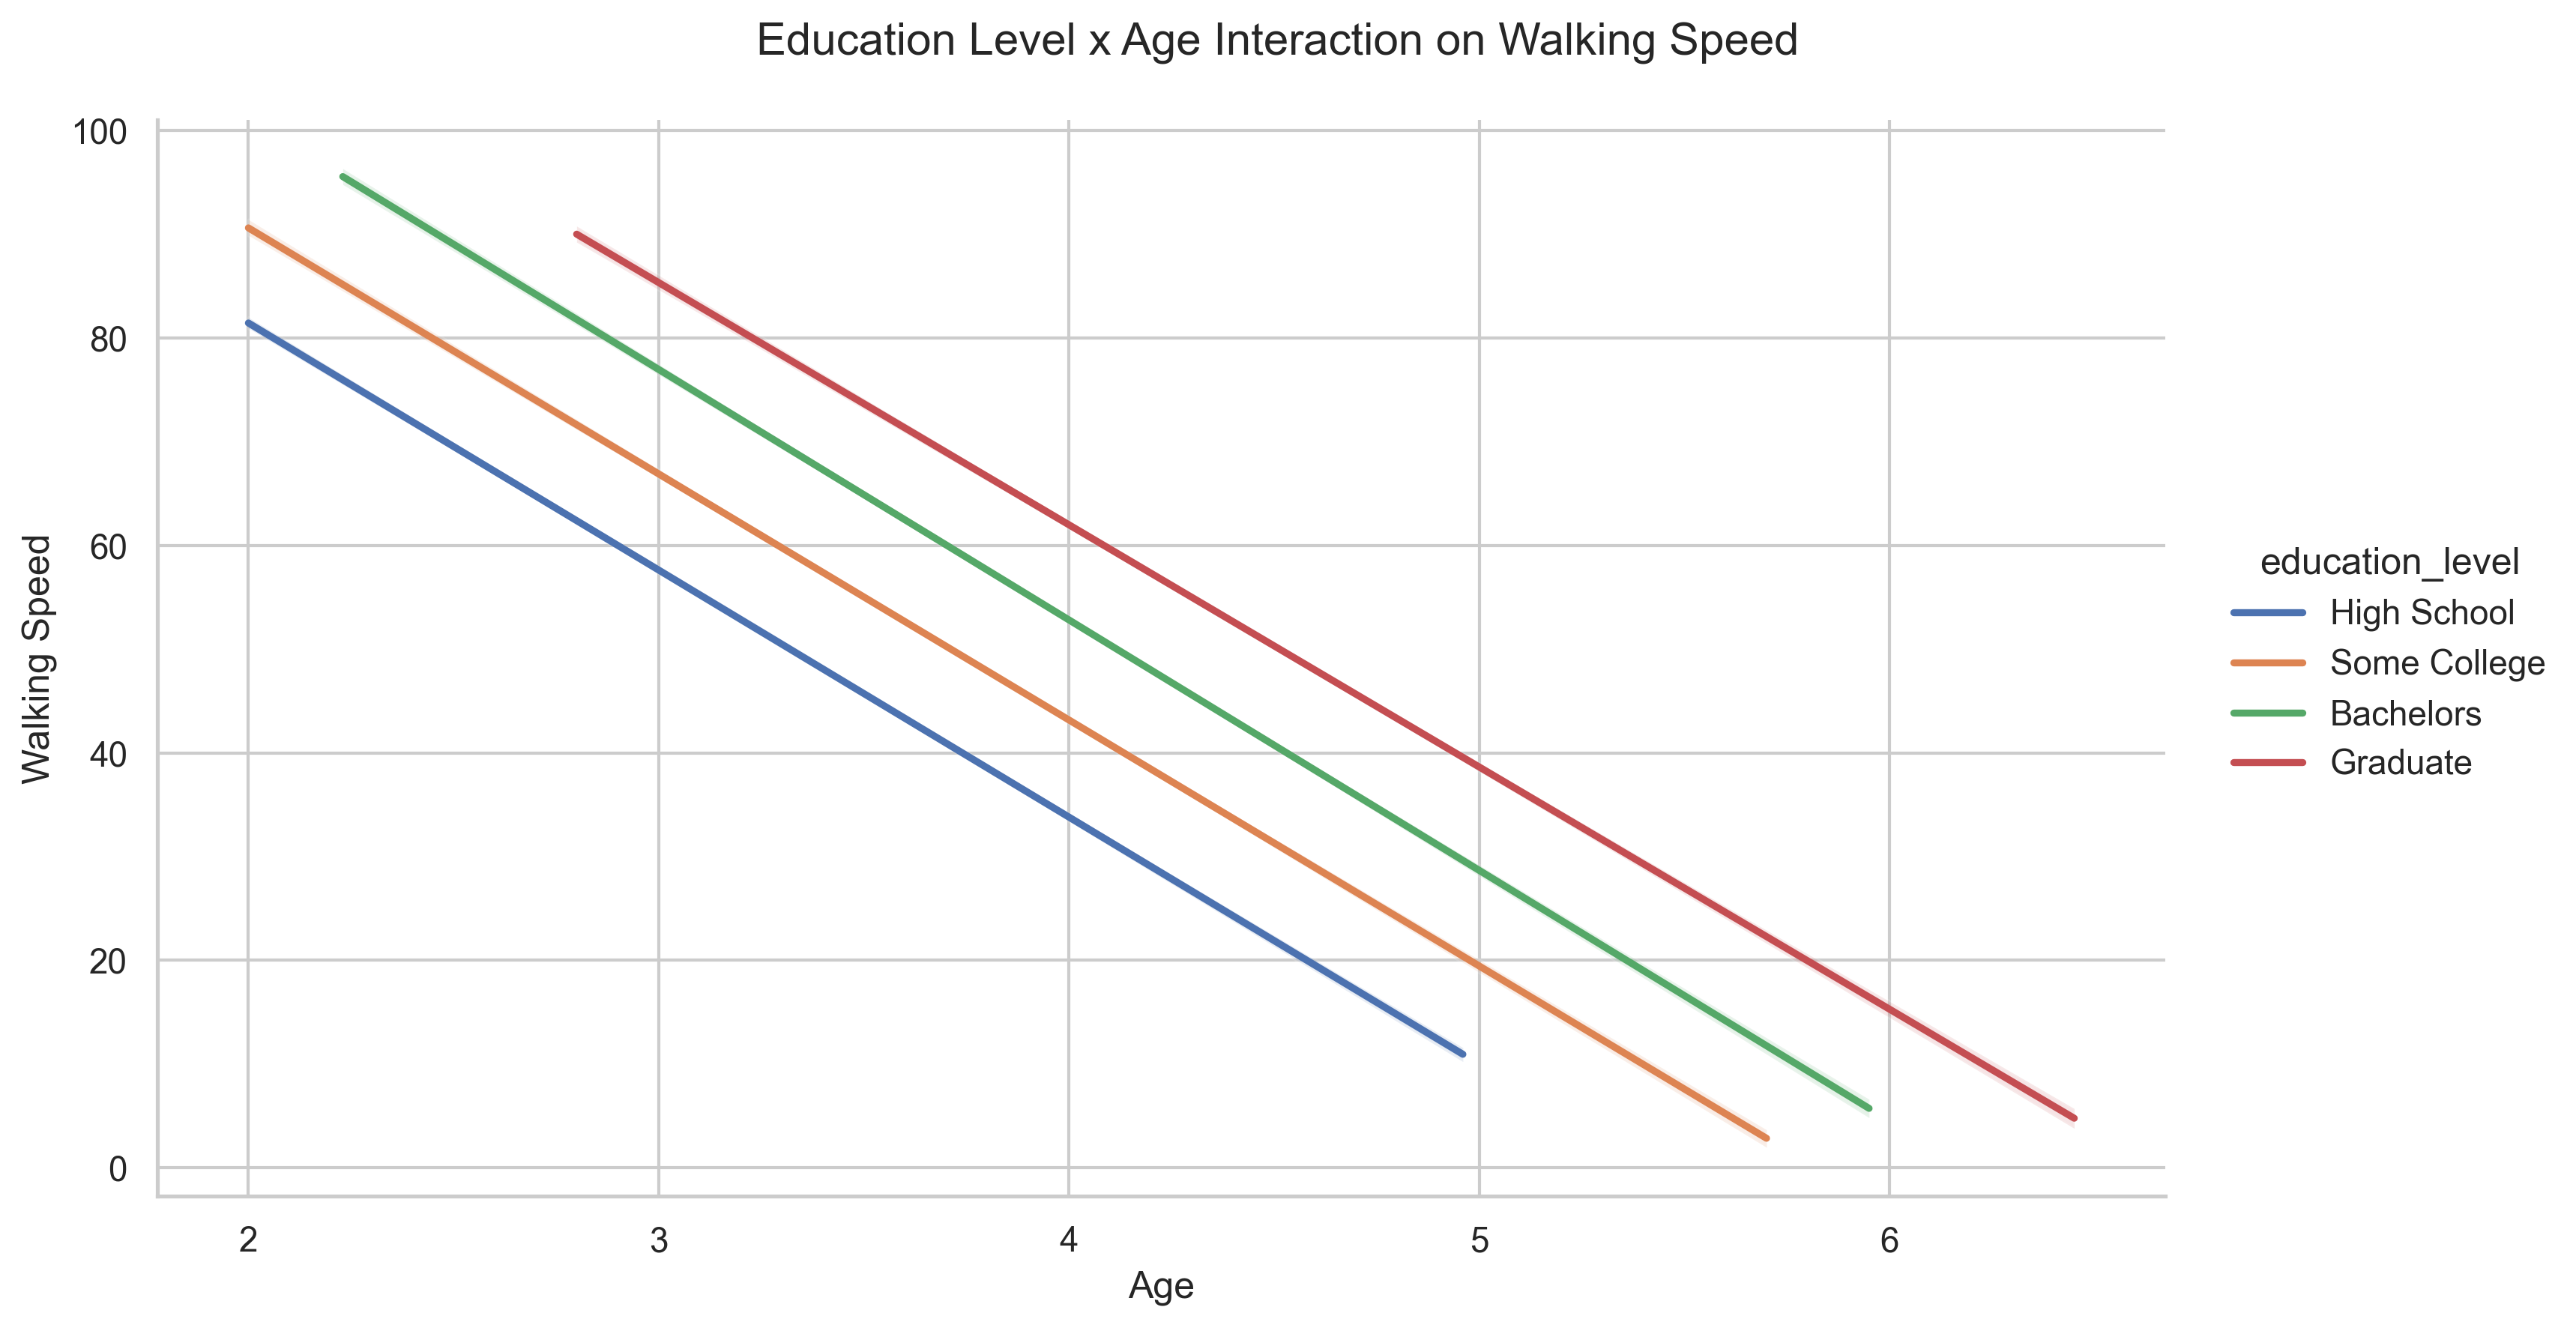 Education Level x Age Interaction on Walking Speed
100
80
60
40
20
0
Walking Speed
2 3 4 5 6
Age
education_level
High School
Some College
Bachelors
Graduate